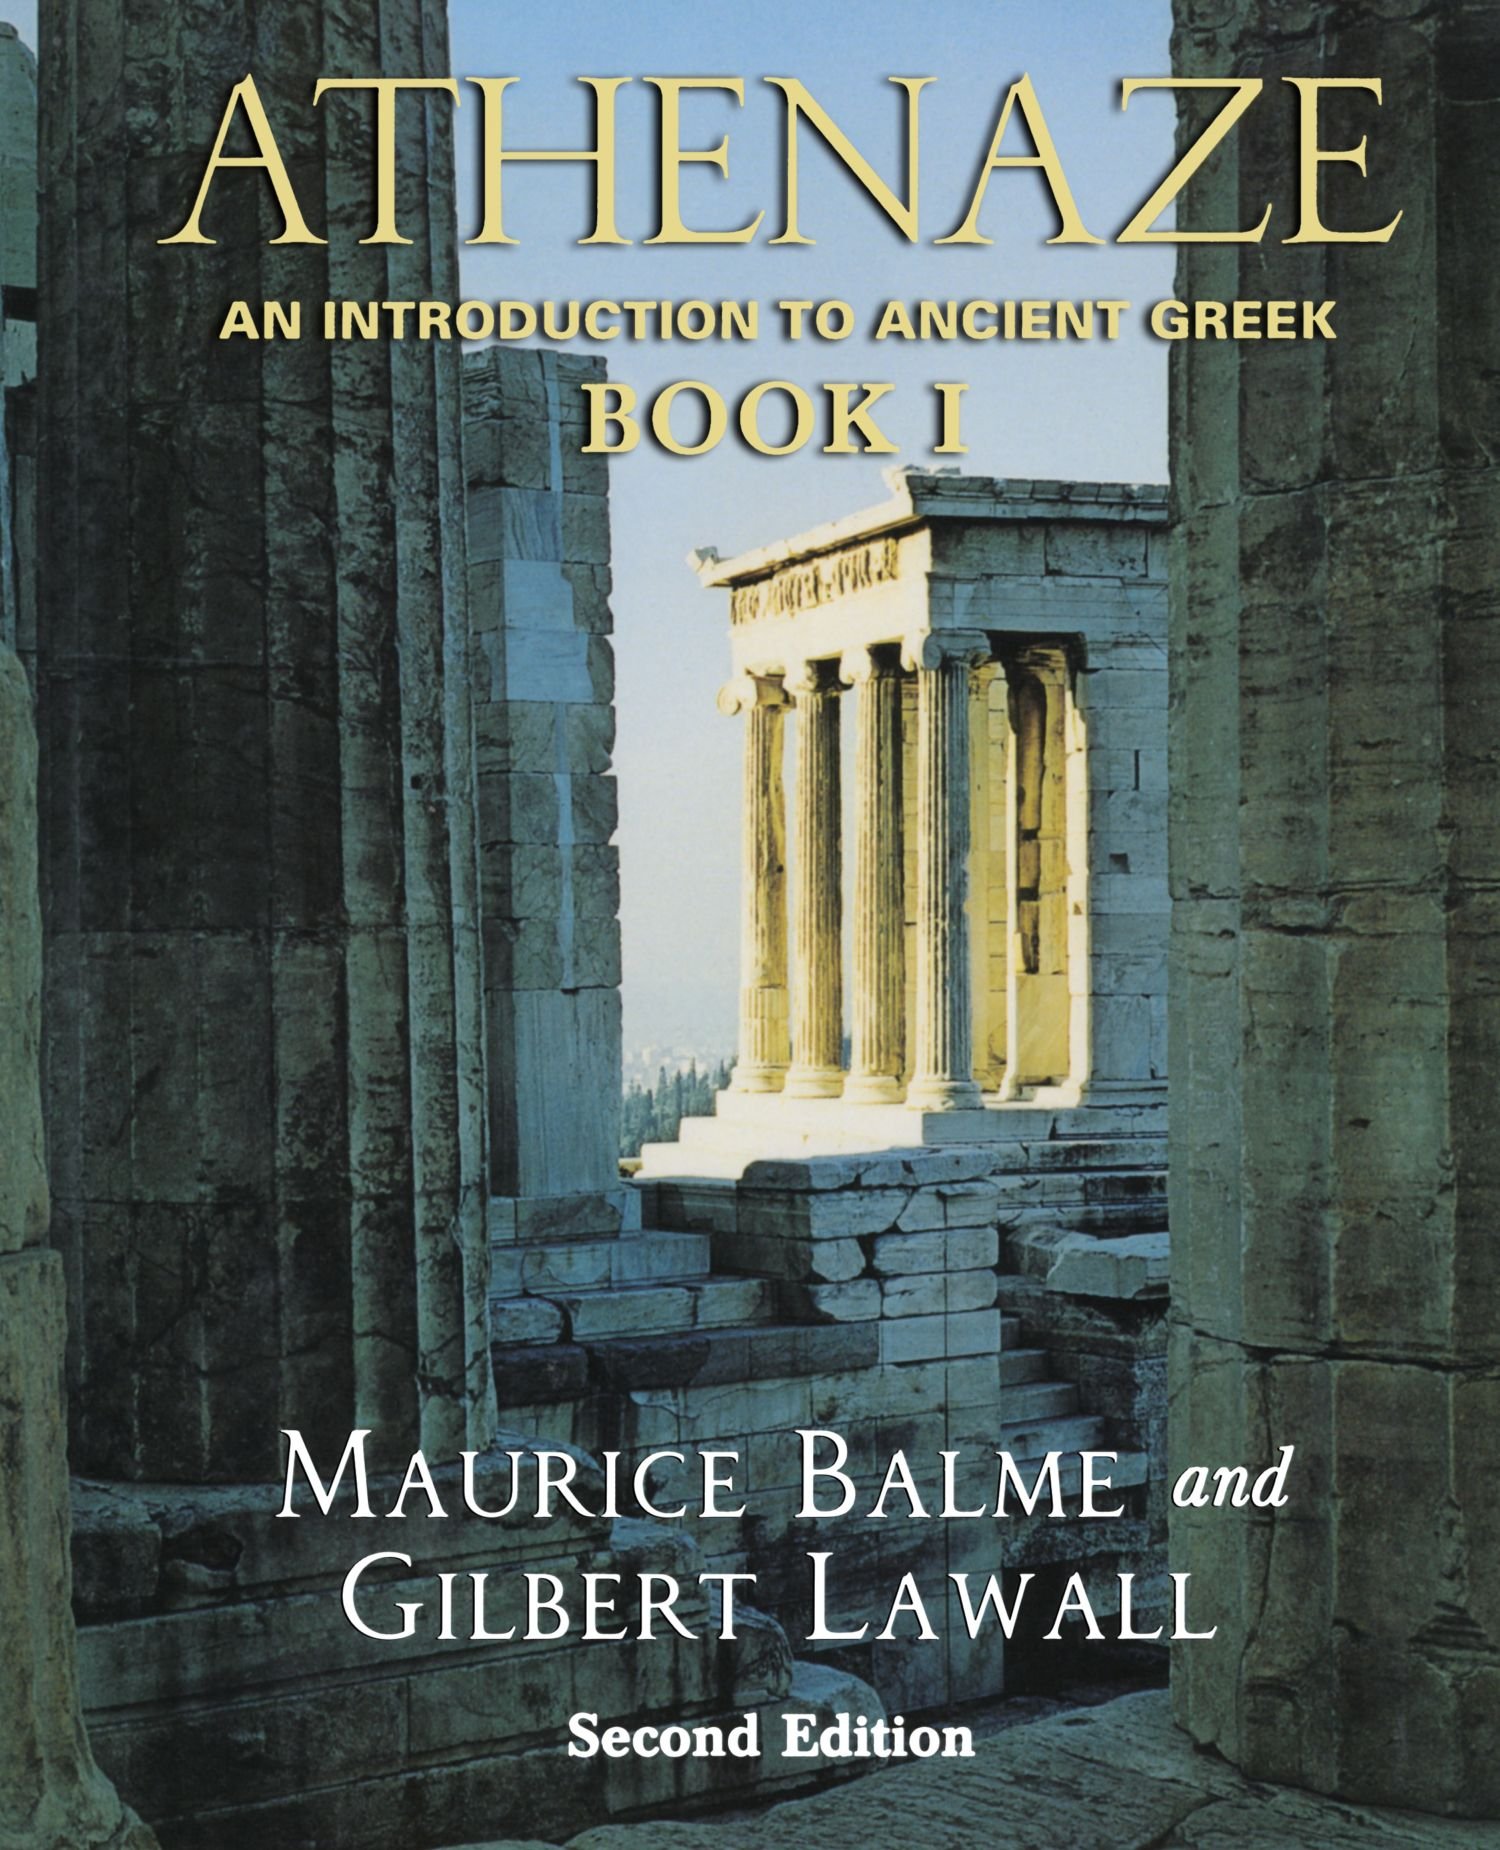 ATHENAZE
AN INTRODUCTION TO ANCIENT GREEK
BOOK I
MAURICE BALME and
GILBERT LAWALL
Second Edition